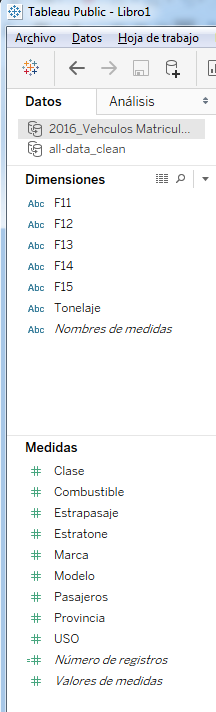 Tableau Public - Libro1
Archivo Datos Hoja de trabajo
Datos Análisis
2016_Vehculos Matricul...
all-data_clean
Dimensiones
Abc F11
Abc F12
Abc F13
Abc F14
Abc F15
Abc Tonelaje
Abc Nombres de medidas
Medidas
# Clase
# Combustible
# Estrapasaje
# Estratone
# Marca
# Modelo
# Pasajeros
# Provincia
# USO
=# Número de registros
# Valores de medidas